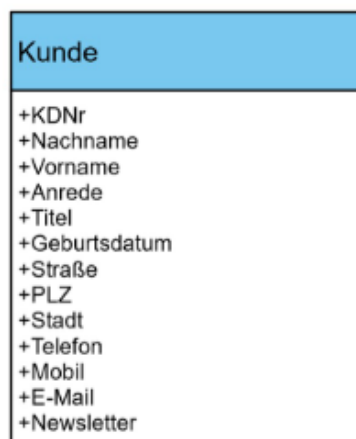 Kunde
+KDNr
+Nachname
+Vorname
+Anrede
+Titel
+Geburtsdatum
+Straße
+PLZ
+Stadt
+Telefon
+Mobil
+E-Mail
+Newsletter